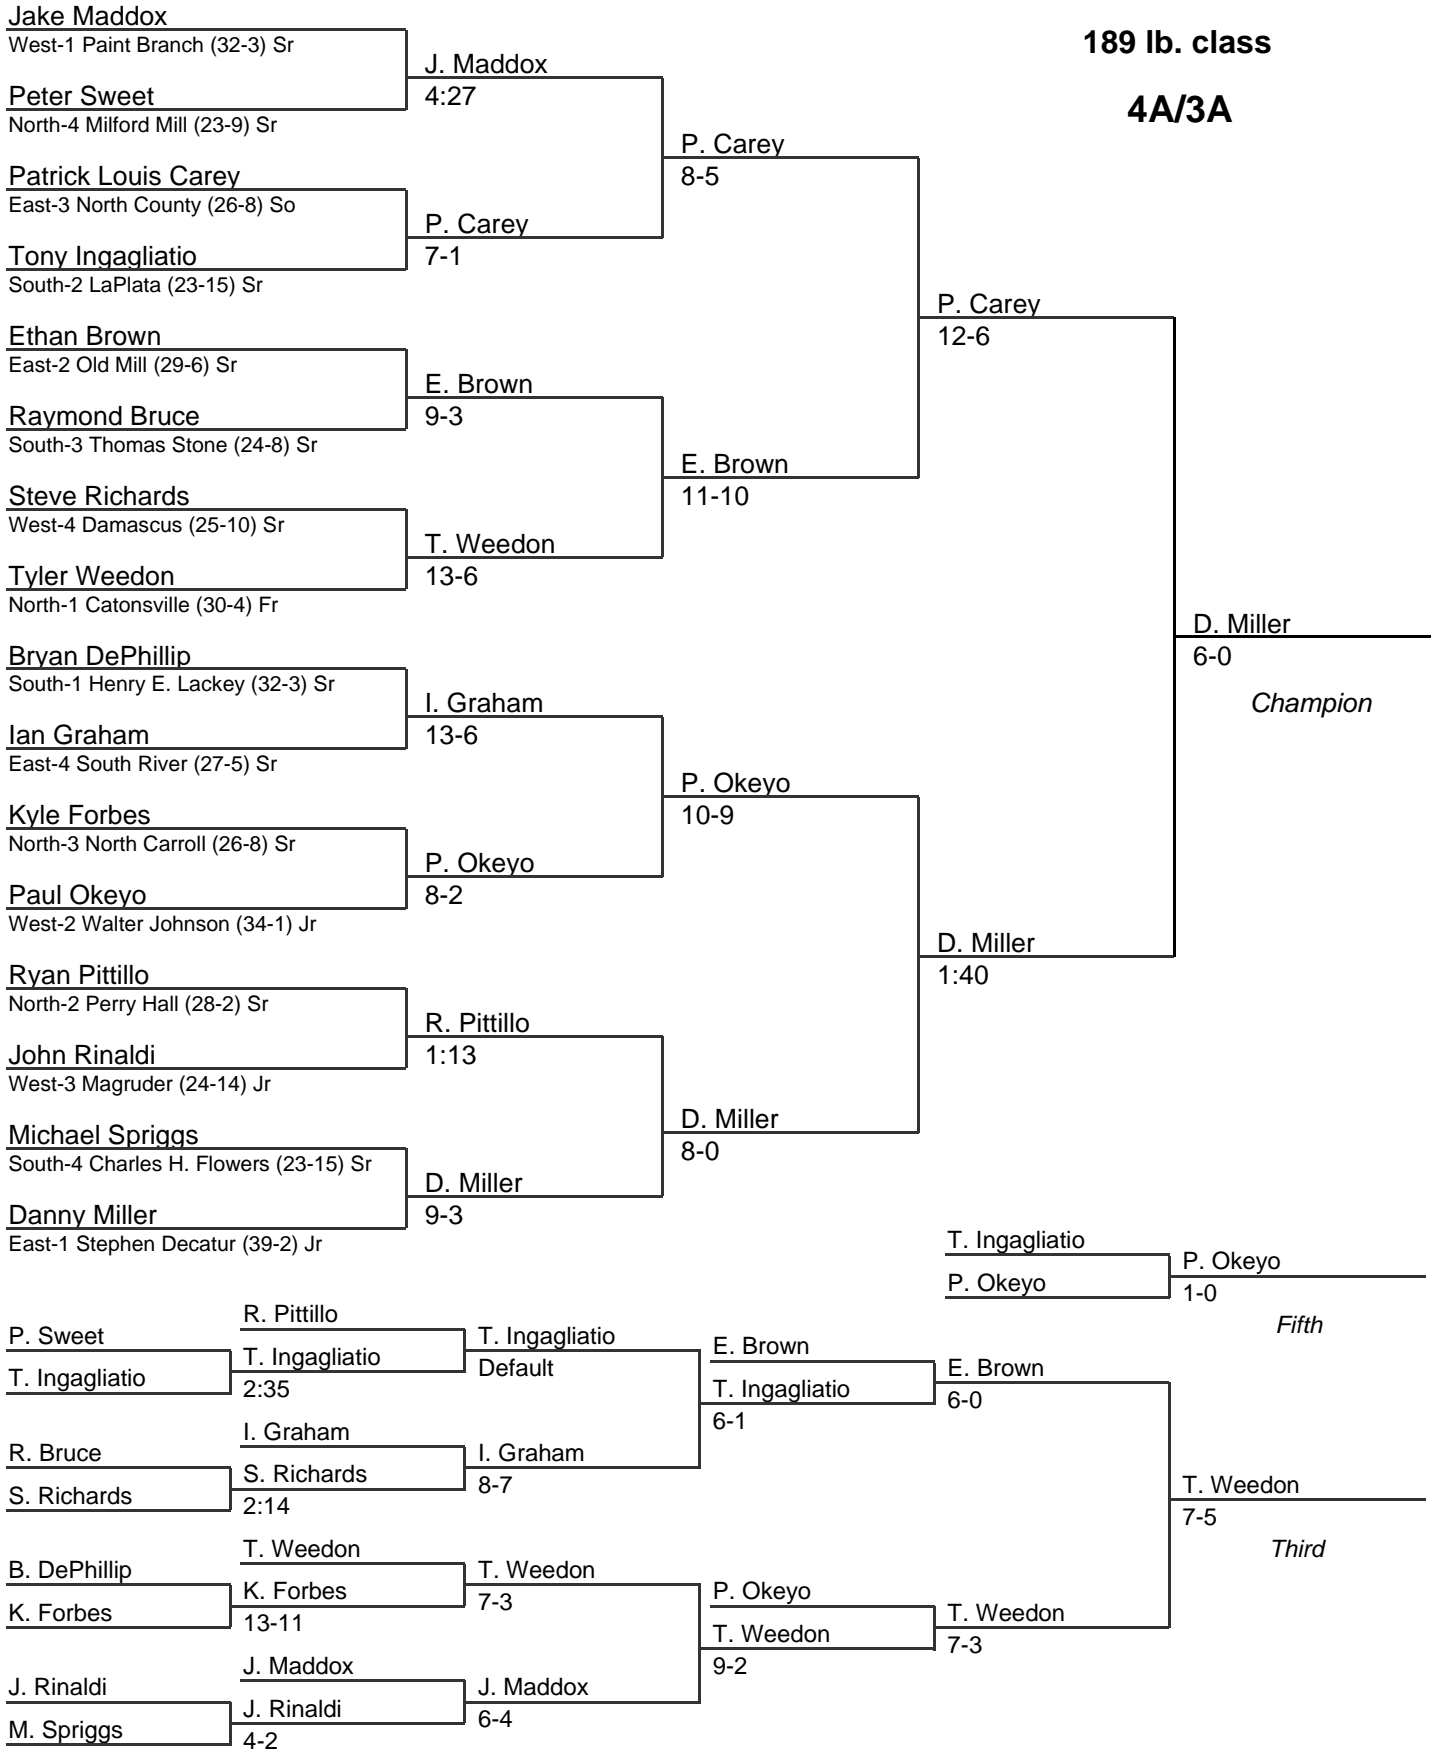 Jake Maddox
West-1 Paint Branch (32-3) Sr
189 lb. class
J. Maddox
4:27
Peter Sweet
North-4 Milford Mill (23-9) Sr
4A/3A
P. Carey
8-5
Patrick Louis Carey
East-3 North County (26-8) So
P. Carey
7-1
Tony Ingagliatio
South-2 LaPlata (23-15) Sr
P. Carey
12-6
Ethan Brown
East-2 Old Mill (29-6) Sr
E. Brown
9-3
Raymond Bruce
South-3 Thomas Stone (24-8) Sr
E. Brown
11-10
Steve Richards
West-4 Damascus (25-10) Sr
T. Weedon
13-6
Tyler Weedon
North-1 Catonsville (30-4) Fr
D. Miller
6-0
Champion
Bryan DePhillip
South-1 Henry E. Lackey (32-3) Sr
I. Graham
13-6
Ian Graham
East-4 South River (27-5) Sr
P. Okeyo
10-9
Kyle Forbes
North-3 North Carroll (26-8) Sr
P. Okeyo
8-2
Paul Okeyo
West-2 Walter Johnson (34-1) Jr
D. Miller
1:40
Ryan Pittillo
North-2 Perry Hall (28-2) Sr
R. Pittillo
1:13
John Rinaldi
West-3 Magruder (24-14) Jr
D. Miller
8-0
Michael Spriggs
South-4 Charles H. Flowers (23-15) Sr
D. Miller
9-3
Danny Miller
East-1 Stephen Decatur (39-2) Jr
T. Ingagliatio
P. Okeyo
P. Okeyo
1-0
Fifth
P. Sweet
T. Ingagliatio
R. Pittillo
T. Ingagliatio
2:35
T. Ingagliatio
Default
E. Brown
T. Ingagliatio
6-1
E. Brown
6-0
R. Bruce
S. Richards
I. Graham
S. Richards
2:14
I. Graham
8-7
T. Weedon
7-5
Third
B. DePhillip
K. Forbes
T. Weedon
K. Forbes
13-11
T. Weedon
7-3
P. Okeyo
T. Weedon
9-2
T. Weedon
7-3
J. Rinaldi
M. Spriggs
J. Maddox
J. Rinaldi
4-2
J. Maddox
6-4